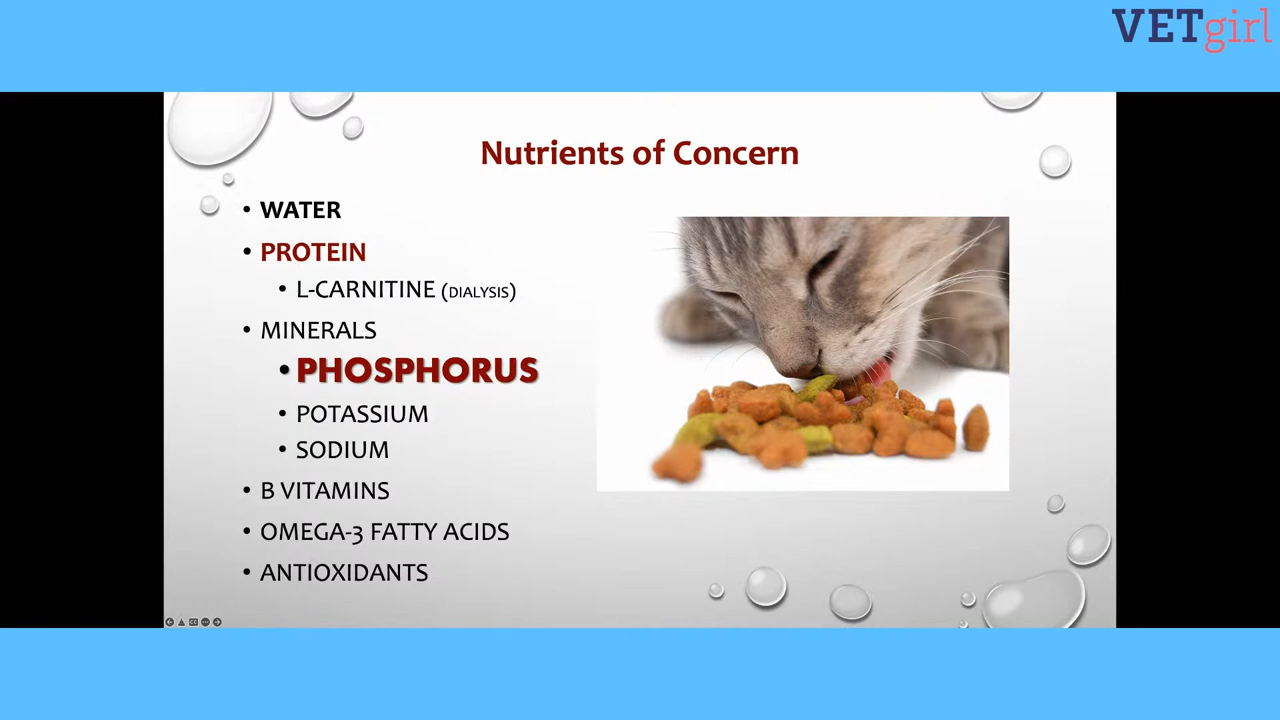 VETgirl
Nutrients of Concern
• WATER
• PROTEIN
• L-CARNITINE (DIALYSIS)
• MINERALS
• PHOSPHORUS
• POTASSIUM
• SODIUM
• B VITAMINS
• OMEGA-3 FATTY ACIDS
• ANTIOXIDANTS